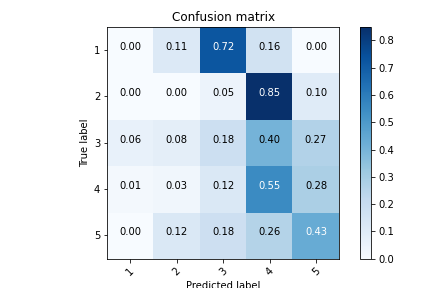 Confusion matrix
True label
1 0.00 0.11 0.72 0.16 0.00
2 0.00 0.00 0.05 0.85 0.10
3 0.06 0.08 0.18 0.40 0.27
4 0.01 0.03 0.12 0.55 0.28
5 0.00 0.12 0.18 0.26 0.43
1 2 3 4 5
Predicted label
0.8
0.7
0.6
0.5
0.4
0.3
0.2
0.1
0.0